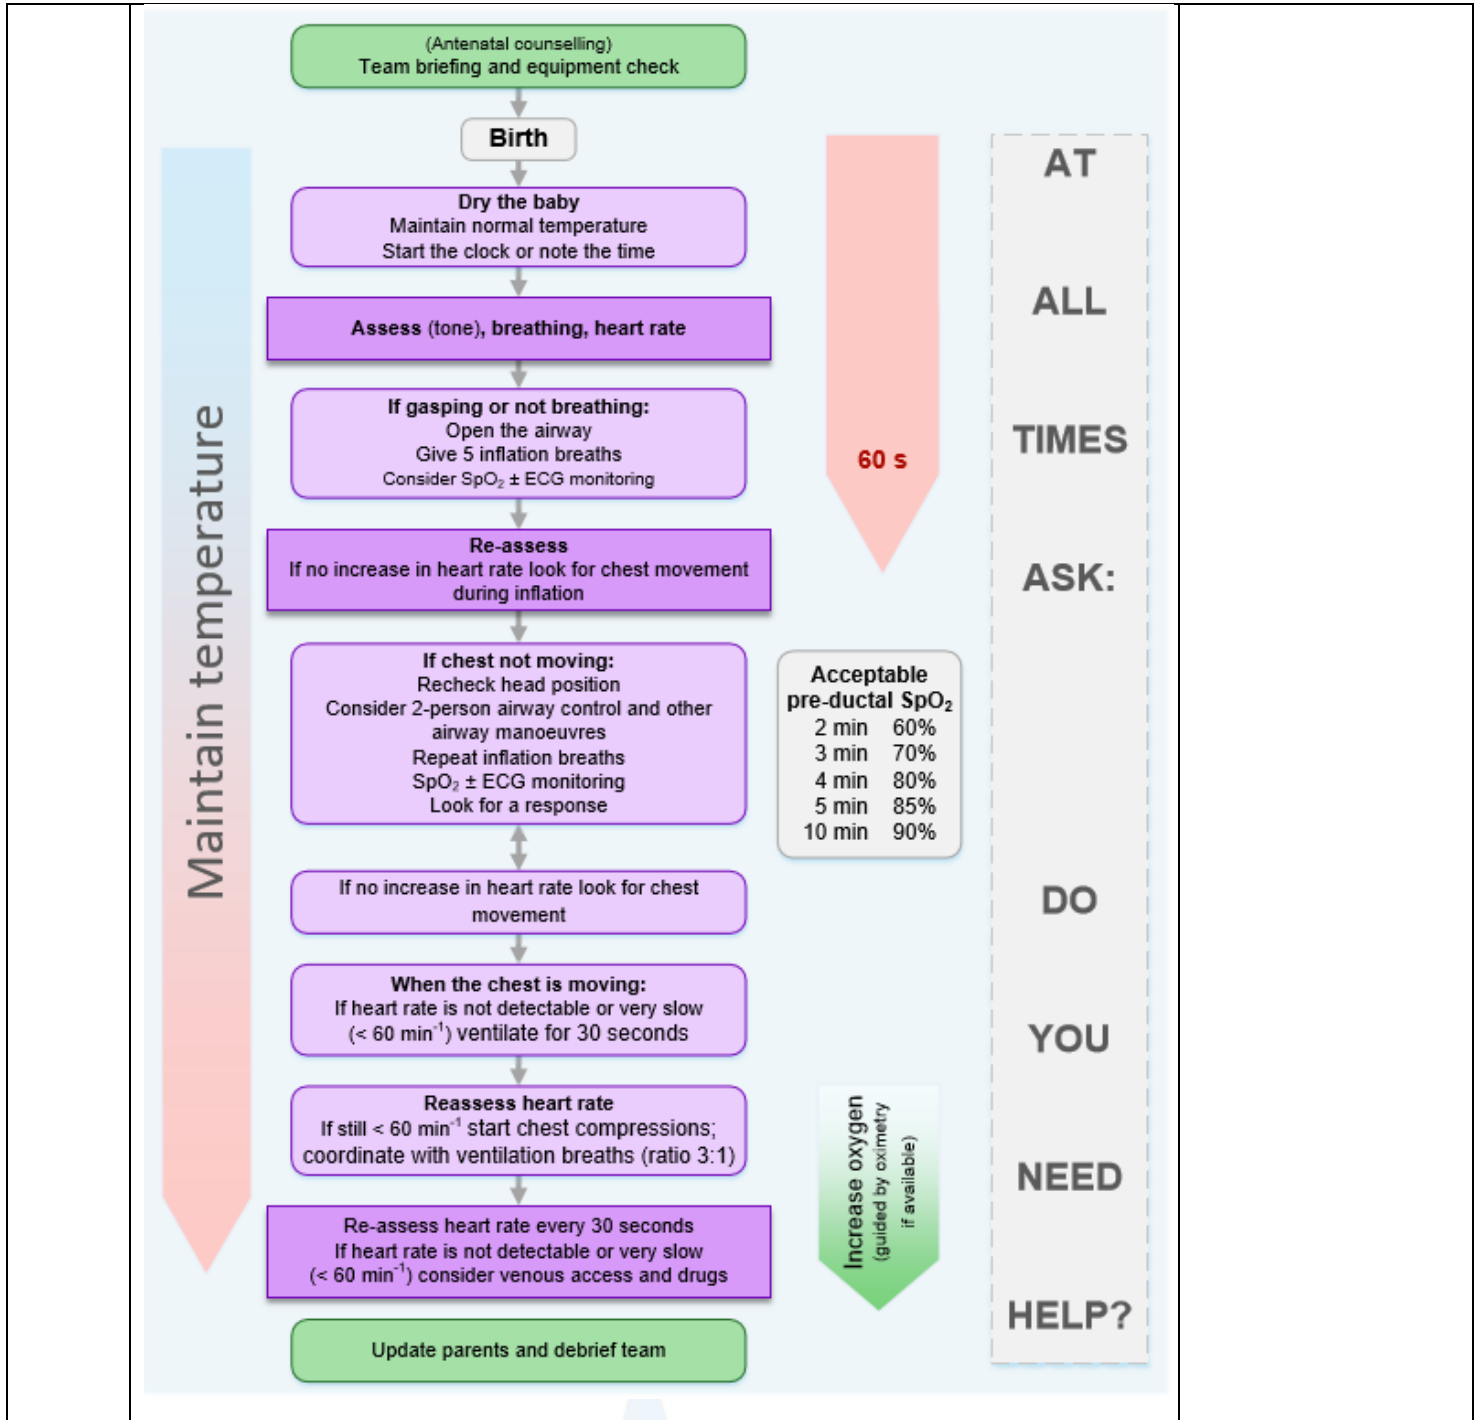 (Antenatal counselling)
Team briefing and equipment check
Birth
Dry the baby
Maintain normal temperature
Start the clock or note the time
Assess (tone), breathing, heart rate
If gasping or not breathing:
Open the airway
Give 5 inflation breaths
Consider SpO₂ ± ECG monitoring
Re-assess
If no increase in heart rate look for chest movement
during inflation
If chest not moving:
Recheck head position
Consider 2-person airway control and other
airway manoeuvres
Repeat inflation breaths
SpO₂ ± ECG monitoring
Look for a response
If no increase in heart rate look for chest
movement
When the chest is moving:
If heart rate is not detectable or very slow
(< 60 min⁻¹) ventilate for 30 seconds
Reassess heart rate
If still < 60 min⁻¹ start chest compressions;
coordinate with ventilation breaths (ratio 3:1)
Re-assess heart rate every 30 seconds
If heart rate is not detectable or very slow
(< 60 min⁻¹) consider venous access and drugs
Update parents and debrief team
Maintain temperature
60 s
Acceptable
pre-ductal SpO₂
2 min 60%
3 min 70%
4 min 80%
5 min 85%
10 min 90%
Increase oxygen
(guided by oximetry
if available)
AT
ALL
TIMES
ASK:
DO
YOU
NEED
HELP?